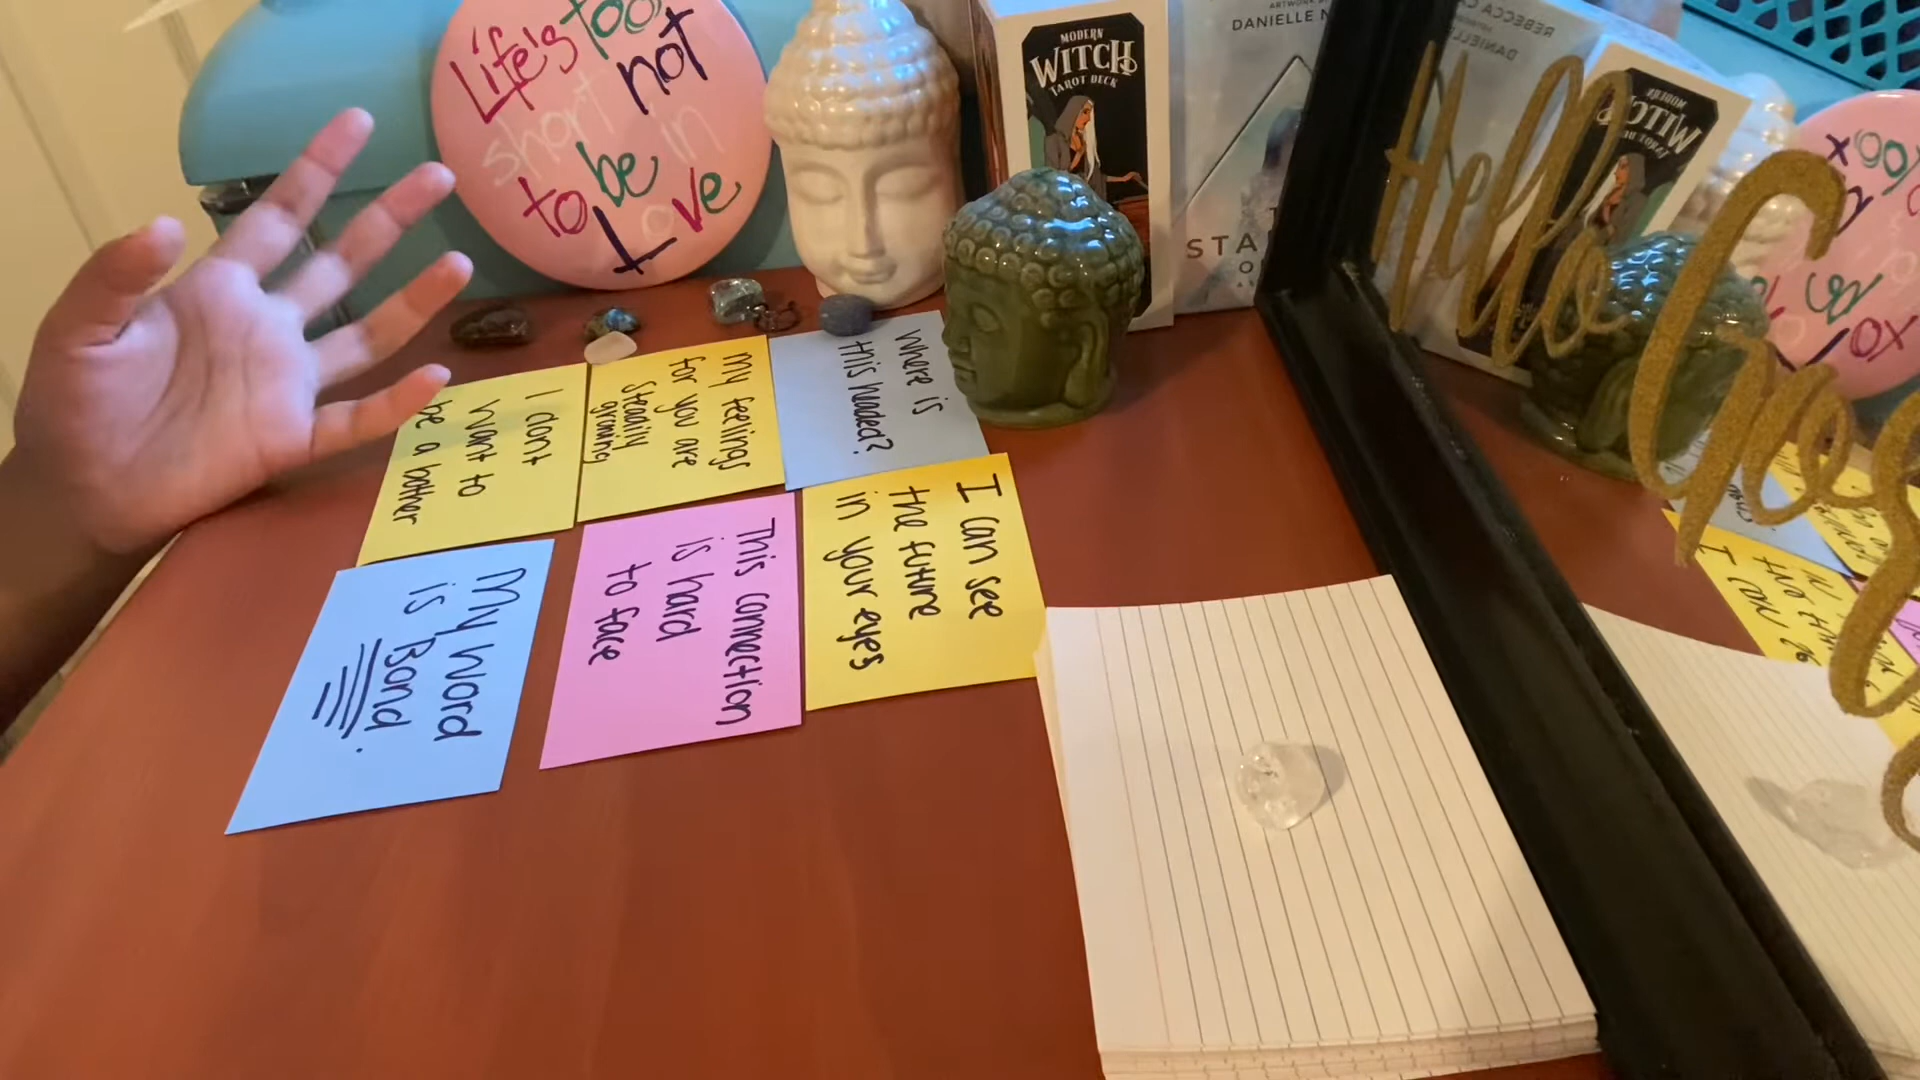 Life's too
short not
to be in
love
MODERN
WITCH
TAROT DECK
ARTWORK
DANIELLE
STA
Hello
Where is
this headed?
My feelings
for you are
steadily
growing
I don't
want to
be a bother
I can see
the future
in your eyes
This connection
is hard
to face
My word
is Bond.